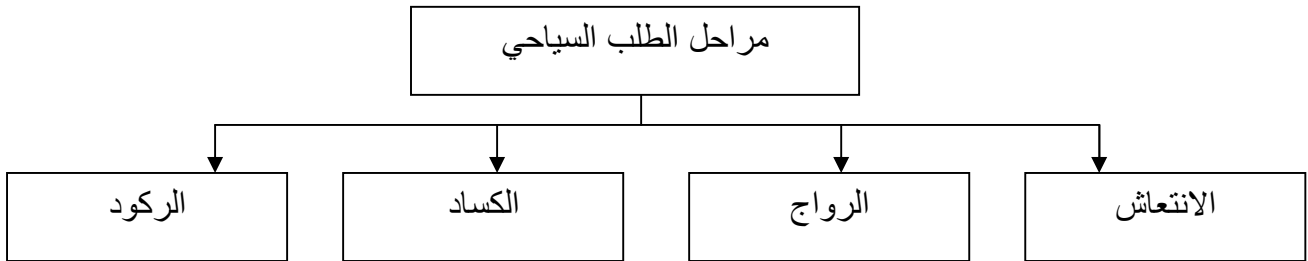 مراحل الطلب السياحي
الانتعاش
الرواج
الكساد
الركود